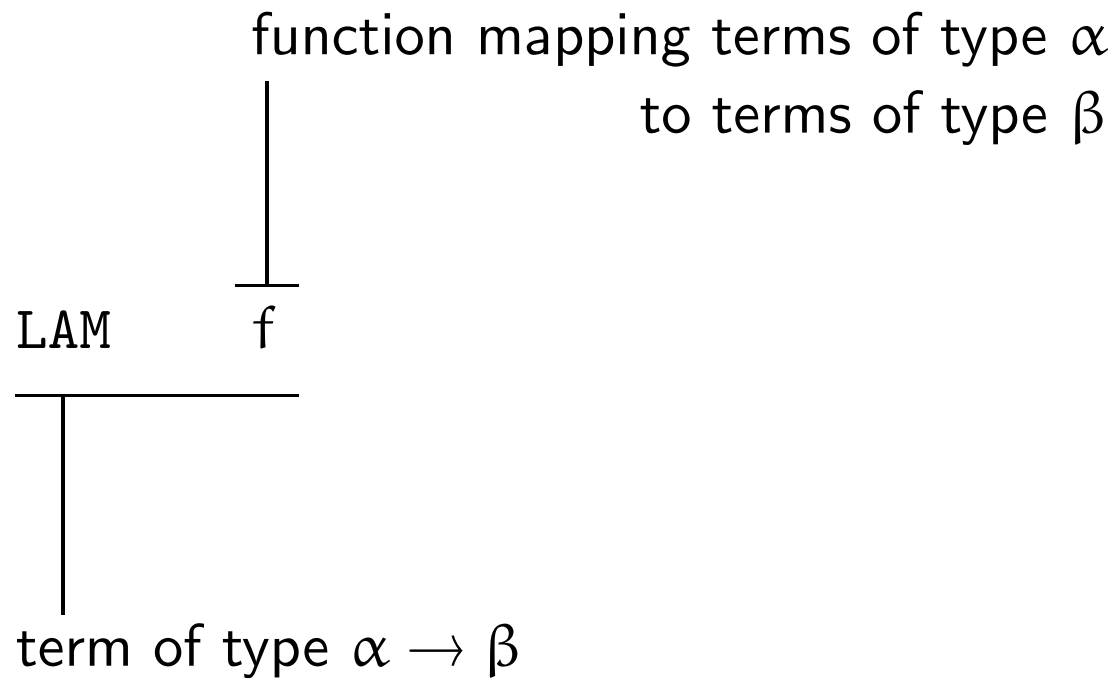 function mapping terms of type α
to terms of type β
LAM f
term of type α → β